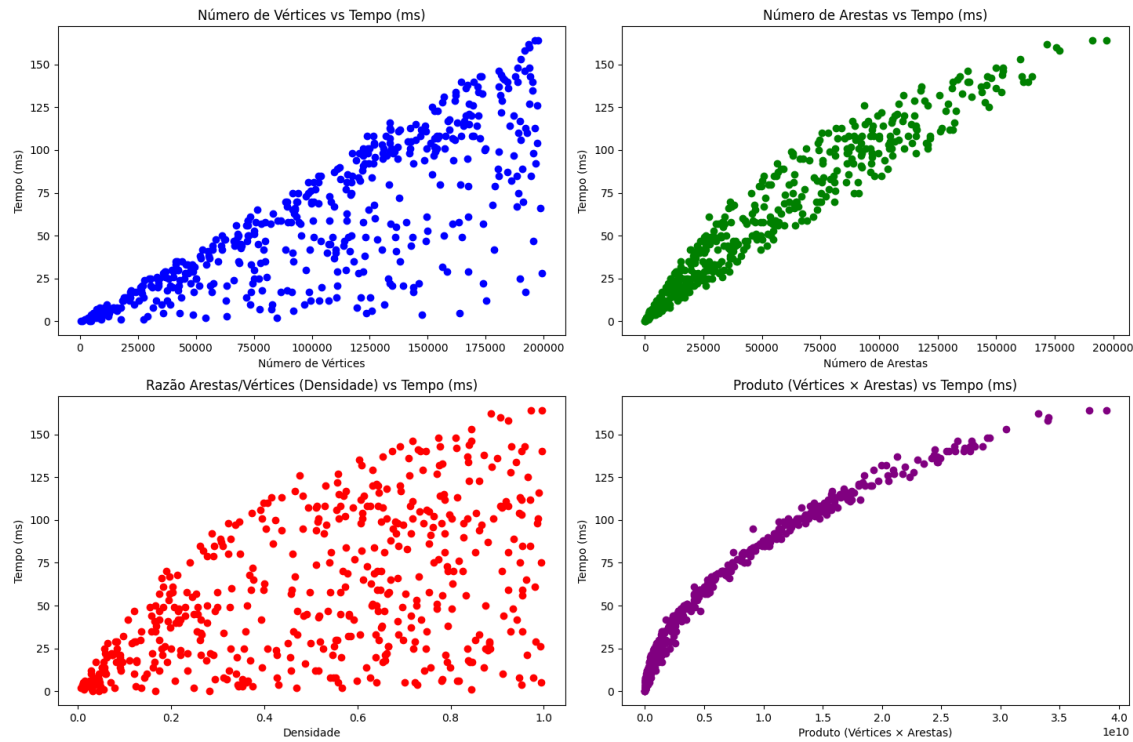 Número de Vértices vs Tempo (ms)
Tempo (ms)
150
125
100
75
50
25
0
0 25000 50000 75000 100000 125000 150000 175000 200000
Número de Vértices
Número de Arestas vs Tempo (ms)
Tempo (ms)
150
125
100
75
50
25
0
0 25000 50000 75000 100000 125000 150000 175000 200000
Número de Arestas
Razão Arestas/Vértices (Densidade) vs Tempo (ms)
Tempo (ms)
150
125
100
75
50
25
0
0.0 0.2 0.4 0.6 0.8 1.0
Densidade
Produto (Vértices × Arestas) vs Tempo (ms)
Tempo (ms)
150
125
100
75
50
25
0
0.0 0.5 1.0 1.5 2.0 2.5 3.0 3.5 4.0
1e10
Produto (Vértices × Arestas)